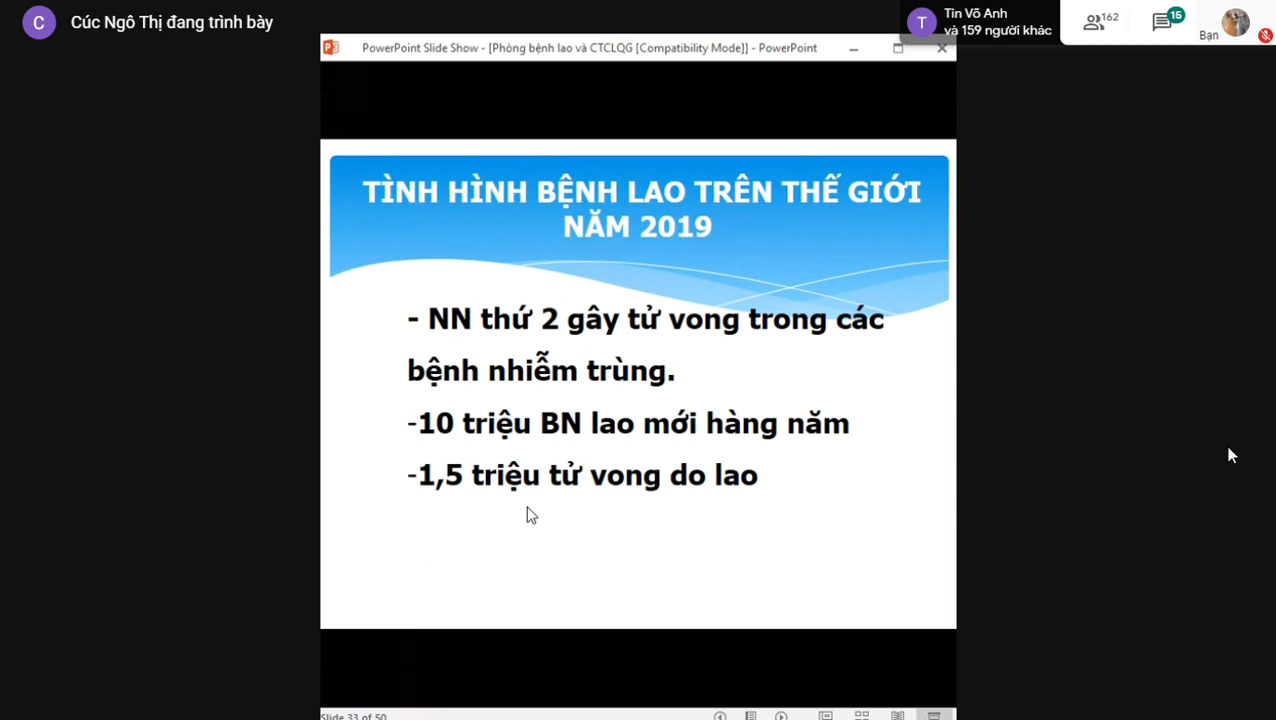 C
Cúc Ngô Thị đang trình bày
T
Tin Võ Anh
và 159 người khác
162
15
Bạn
PowerPoint Slide Show - [Phòng bệnh lao và CTCLQG [Compatibility Mode]] - PowerPoint
TÌNH HÌNH BỆNH LAO TRÊN THẾ GIỚI
NĂM 2019
- NN thứ 2 gây tử vong trong các
bệnh nhiễm trùng.
-10 triệu BN lao mới hàng năm
-1,5 triệu tử vong do lao
Slide 33 of 50